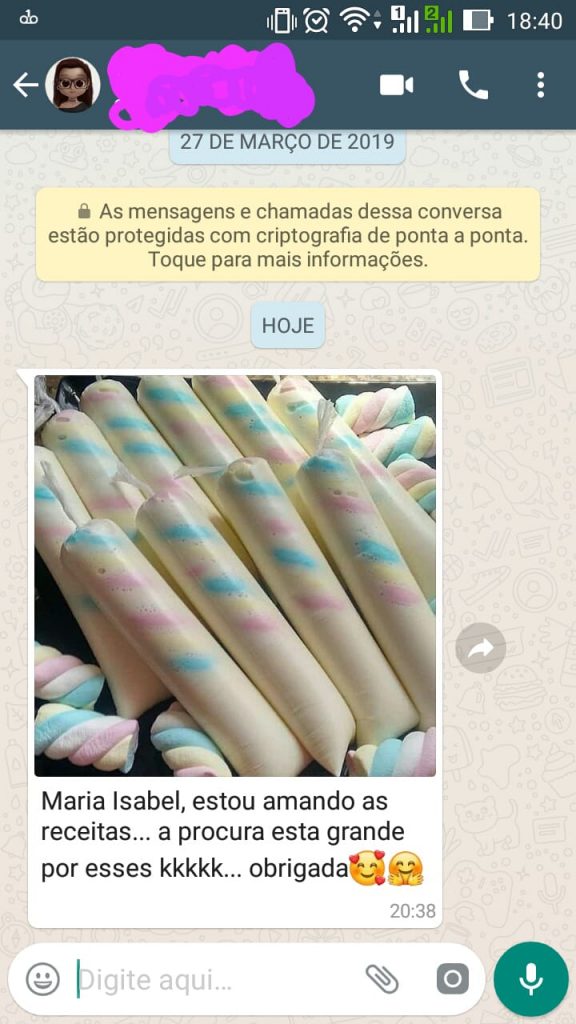 18:40
1
2
27 DE MARÇO DE 2019
As mensagens e chamadas dessa conversa
estão protegidas com criptografia de ponta a ponta.
Toque para mais informações.
HOJE
Maria Isabel, estou amando as
receitas... a procura esta grande
por esses kkkkk... obrigada🥰🤗
20:38
Digite aqui...